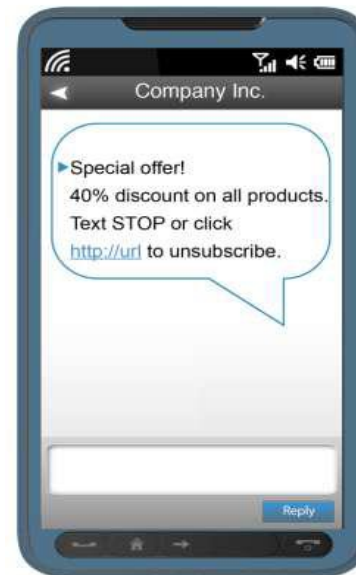 Company Inc.
Special offer!
40% discount on all products.
Text STOP or click
http://url to unsubscribe.
Reply